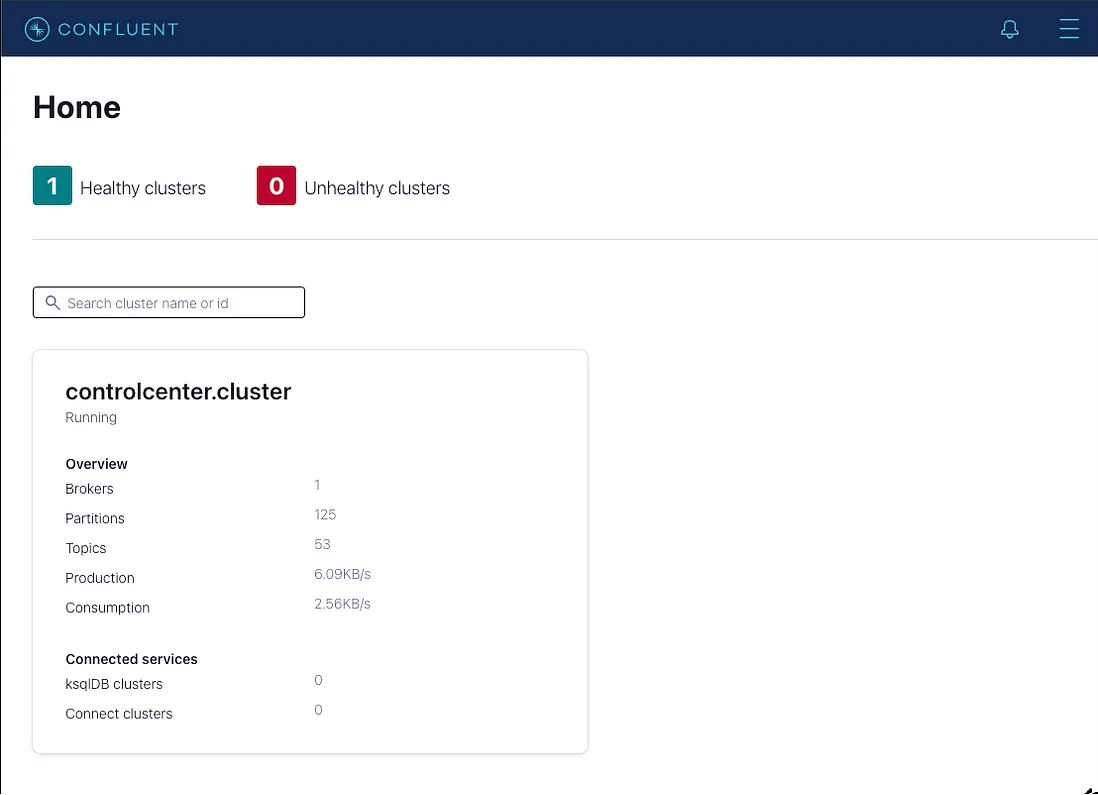 CONFLUENT
Home
1 Healthy clusters 0 Unhealthy clusters
Search cluster name or id
controlcenter.cluster
Running
Overview
Brokers 1
Partitions 125
Topics 53
Production 6.09KB/s
Consumption 2.56KB/s
Connected services
ksqlDB clusters 0
Connect clusters 0